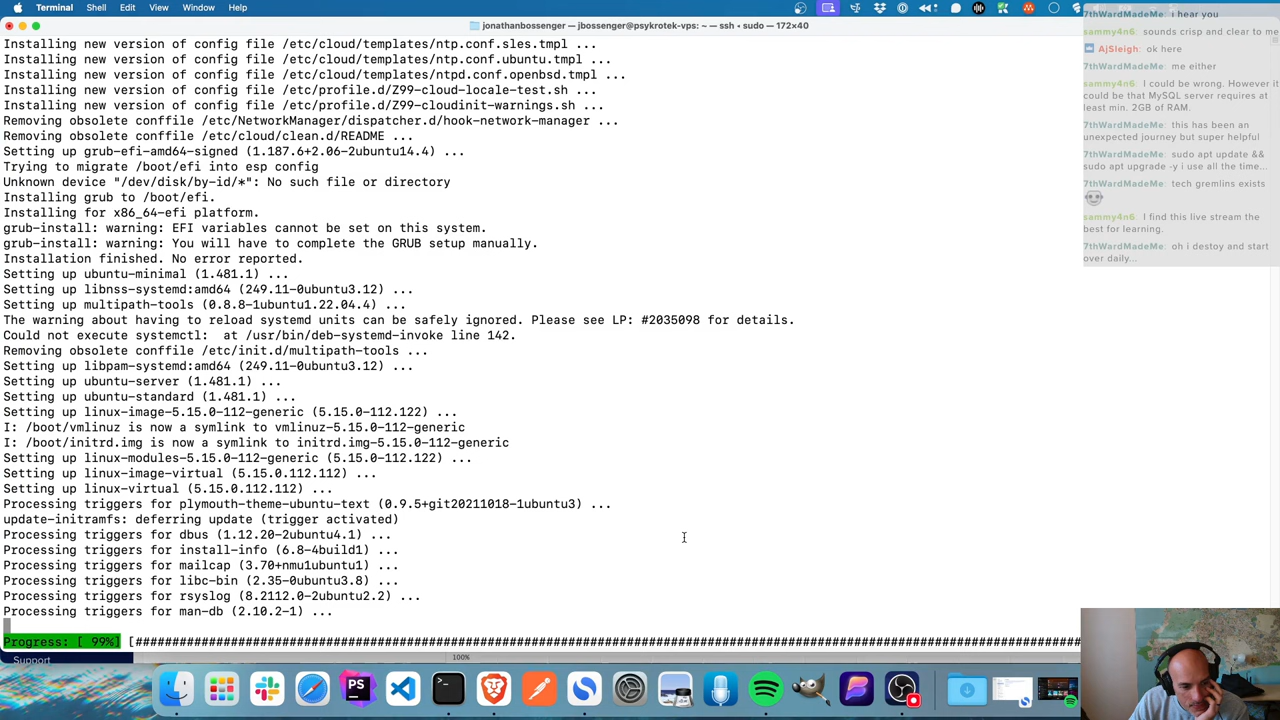 Terminal Shell Edit View Window Help
jonathanbossenger — jbossenger@psykrotek-vps: ~ — ssh ◂ sudo — 172×40
Installing new version of config file /etc/cloud/templates/ntp.conf.sles.tmpl ...
Installing new version of config file /etc/cloud/templates/ntp.conf.ubuntu.tmpl ...
Installing new version of config file /etc/cloud/templates/ntpd.conf.openbsd.tmpl ...
Installing new version of config file /etc/profile.d/Z99-cloud-locale-test.sh ...
Installing new version of config file /etc/profile.d/Z99-cloudinit-warnings.sh ...
Removing obsolete conffile /etc/NetworkManager/dispatcher.d/hook-network-manager ...
Removing obsolete conffile /etc/cloud/clean.d/README ...
Setting up grub-efi-amd64-signed (1.187.6+2.06-2ubuntu14.4) ...
Trying to migrate /boot/efi into esp config
Unknown device "/dev/disk/by-id/*": No such file or directory
Installing grub to /boot/efi.
Installing for x86_64-efi platform.
grub-install: warning: EFI variables cannot be set on this system.
grub-install: warning: You will have to complete the GRUB setup manually.
Installation finished. No error reported.
Setting up ubuntu-minimal (1.481.1) ...
Setting up libnss-systemd:amd64 (249.11-0ubuntu3.12) ...
Setting up multipath-tools (0.8.8-1ubuntu1.22.04.4) ...
The warning about having to reload systemd units can be safely ignored. Please see LP: #2035098 for details.
Could not execute systemctl:  at /usr/bin/deb-systemd-invoke line 142.
Removing obsolete conffile /etc/init.d/multipath-tools ...
Setting up libpam-systemd:amd64 (249.11-0ubuntu3.12) ...
Setting up ubuntu-server (1.481.1) ...
Setting up ubuntu-standard (1.481.1) ...
Setting up linux-image-5.15.0-112-generic (5.15.0-112.122) ...
I: /boot/vmlinuz is now a symlink to vmlinuz-5.15.0-112-generic
I: /boot/initrd.img is now a symlink to initrd.img-5.15.0-112-generic
Setting up linux-modules-5.15.0-112-generic (5.15.0-112.122) ...
Setting up linux-image-virtual (5.15.0.112.112) ...
Setting up linux-virtual (5.15.0.112.112) ...
Processing triggers for plymouth-theme-ubuntu-text (0.9.5+git20211018-1ubuntu3) ...
update-initramfs: deferring update (trigger activated)
Processing triggers for dbus (1.12.20-2ubuntu4.1) ...
Processing triggers for install-info (6.8-4build1) ...
Processing triggers for mailcap (3.70+nmu1ubuntu1) ...
Processing triggers for libc-bin (2.35-0ubuntu3.8) ...
Processing triggers for rsyslog (8.2112.0-2ubuntu2.2) ...
Processing triggers for man-db (2.10.2-1) ...
Progress: [ 99%] [##################################################################################################################################
Support
100%
7thWardMadeMe: i hear you
sammy4n6: sounds crisp and clear to me
AjSleigh: ok here
7thWardMadeMe: me either
sammy4n6: I could be wrong. However it
could be that MySQL server requires at
least min. 2GB of RAM.
7thWardMadeMe: this has been an
unexpected journey but super helpful
7thWardMadeMe: sudo apt update &&
sudo apt upgrade -y i use all the time...
7thWardMadeMe: tech gremlins exists
sammy4n6: I find this live stream the
best for learning.
7thWardMadeMe: oh i destoy and start
over daily...